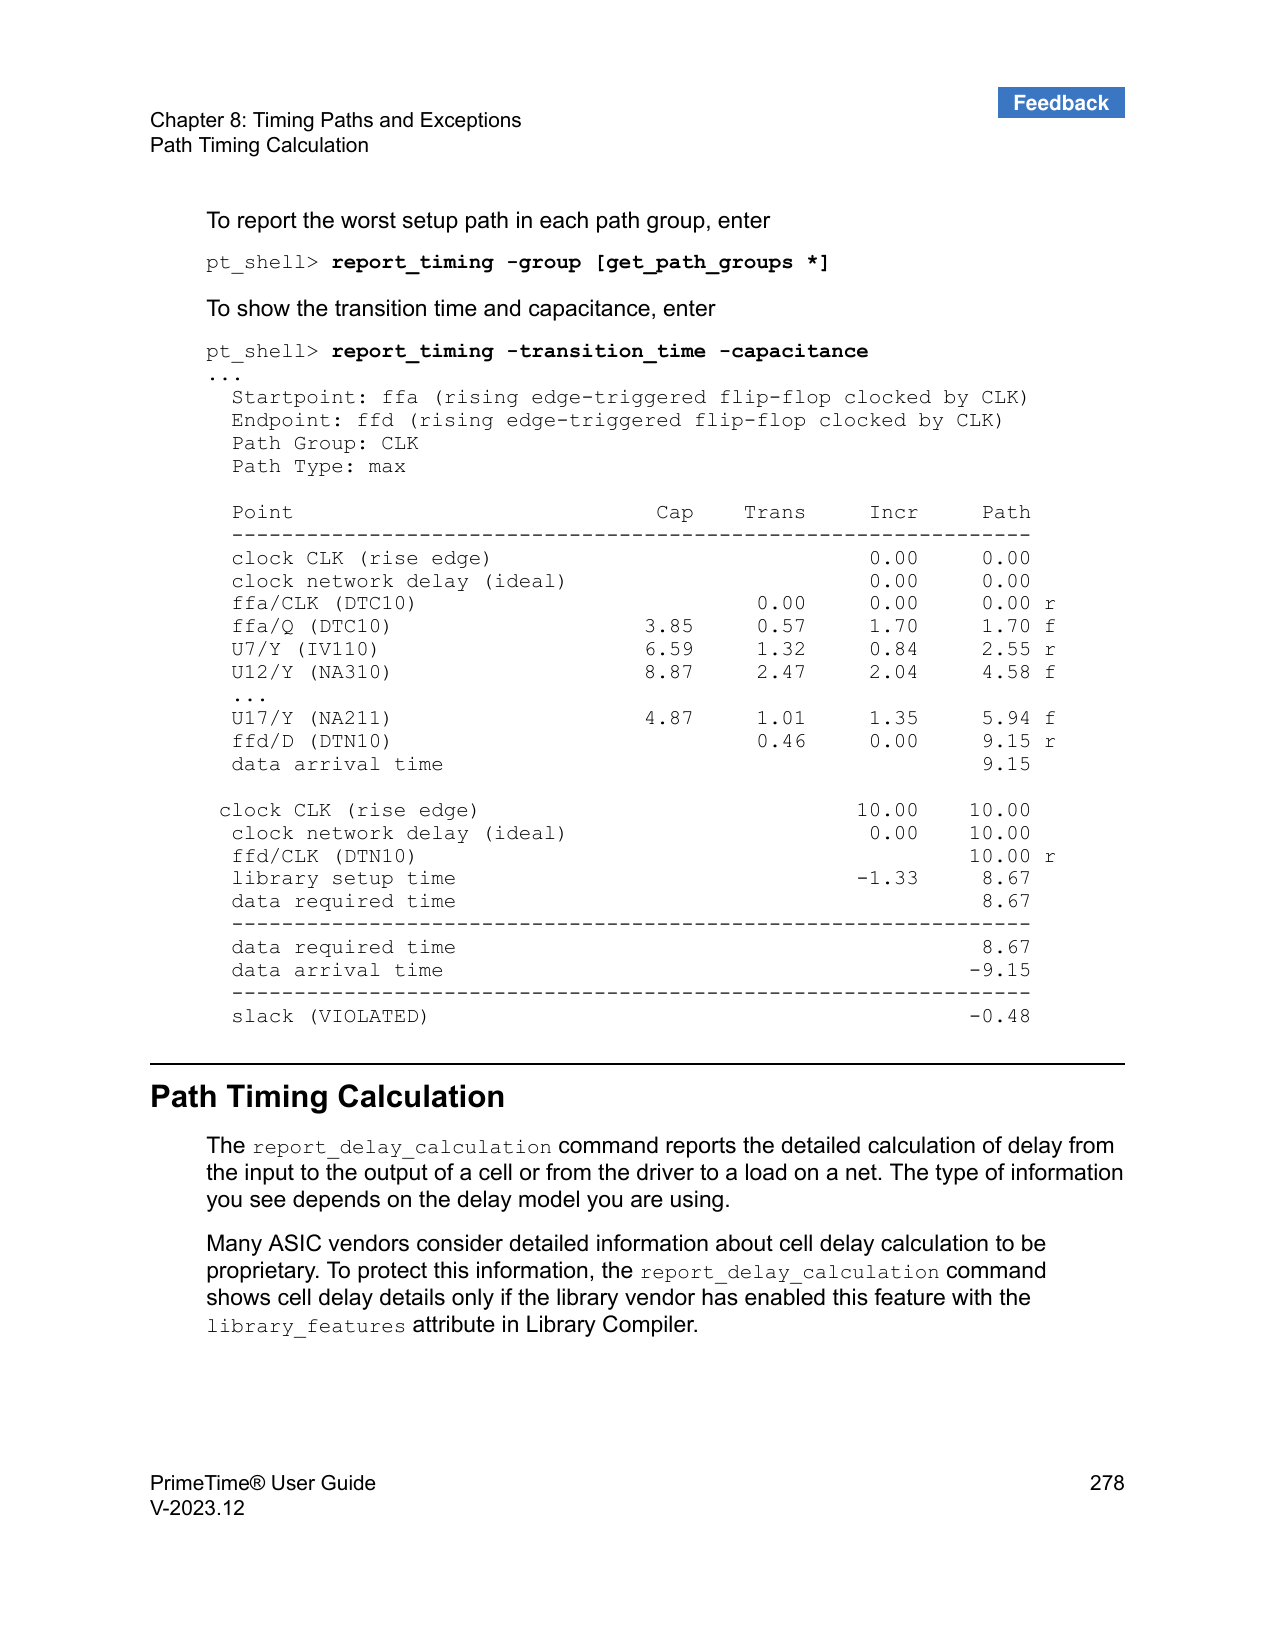 Feedback
Chapter 8: Timing Paths and Exceptions
Path Timing Calculation
To report the worst setup path in each path group, enter
pt_shell> report_timing -group [get_path_groups *]
To show the transition time and capacitance, enter
pt_shell> report_timing -transition_time -capacitance
...
  Startpoint: ffa (rising edge-triggered flip-flop clocked by CLK)
  Endpoint: ffd (rising edge-triggered flip-flop clocked by CLK)
  Path Group: CLK
  Path Type: max
  Point                             Cap    Trans     Incr     Path
  ----------------------------------------------------------------
  clock CLK (rise edge)                              0.00     0.00
  clock network delay (ideal)                        0.00     0.00
  ffa/CLK (DTC10)                           0.00     0.00     0.00 r
  ffa/Q (DTC10)                    3.85     0.57     1.70     1.70 f
  U7/Y (IV110)                     6.59     1.32     0.84     2.55 r
  U12/Y (NA310)                    8.87     2.47     2.04     4.58 f
  ...
  U17/Y (NA211)                    4.87     1.01     1.35     5.94 f
  ffd/D (DTN10)                             0.46     0.00     9.15 r
  data arrival time                                           9.15
 clock CLK (rise edge)                              10.00    10.00
  clock network delay (ideal)                        0.00    10.00
  ffd/CLK (DTN10)                                            10.00 r
  library setup time                                -1.33     8.67
  data required time                                          8.67
  ----------------------------------------------------------------
  data required time                                          8.67
  data arrival time                                          -9.15
  ----------------------------------------------------------------
  slack (VIOLATED)                                           -0.48
Path Timing Calculation
The report_delay_calculation command reports the detailed calculation of delay from
the input to the output of a cell or from the driver to a load on a net. The type of information
you see depends on the delay model you are using.
Many ASIC vendors consider detailed information about cell delay calculation to be
proprietary. To protect this information, the report_delay_calculation command
shows cell delay details only if the library vendor has enabled this feature with the
library_features attribute in Library Compiler.
PrimeTime® User Guide 278
V-2023.12